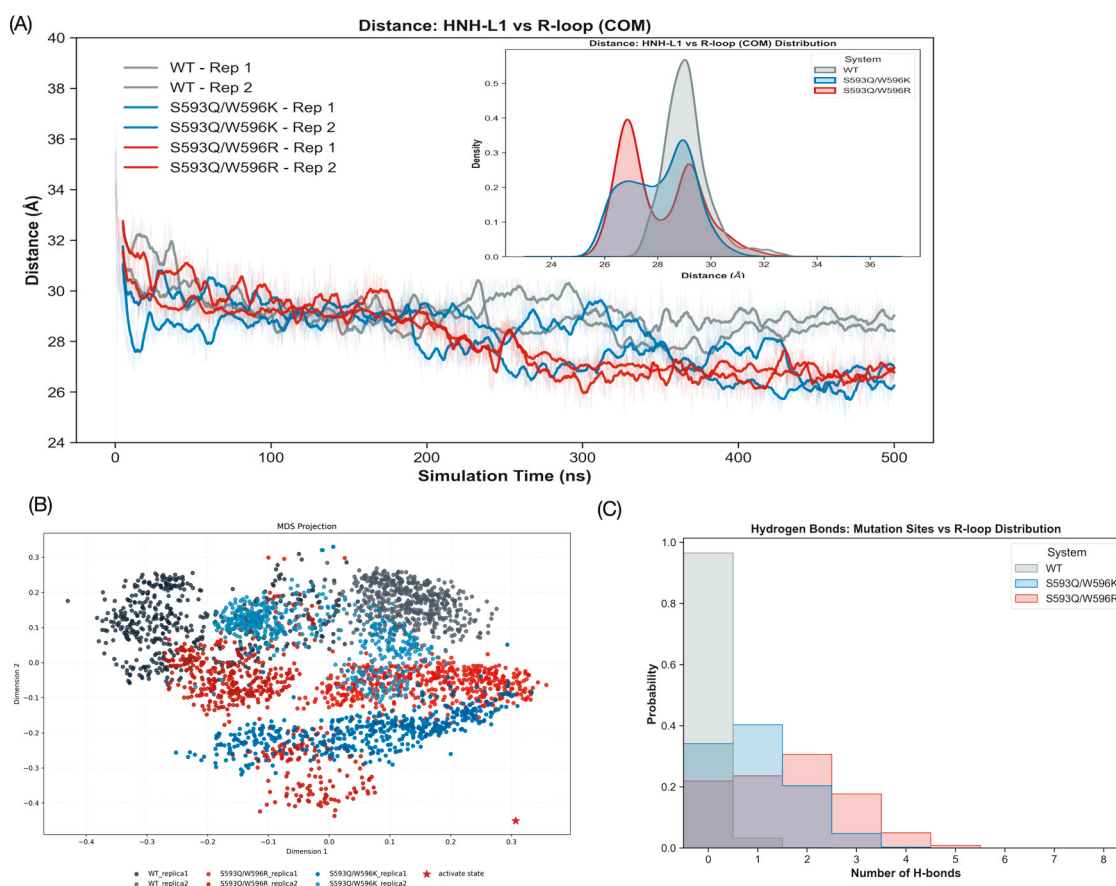 (A)
Distance: HNH-L1 vs R-loop (COM)
Distance (Å)
40
38
36
34
32
30
28
26
24
WT - Rep 1
WT - Rep 2
S593Q/W596K - Rep 1
S593Q/W596K - Rep 2
S593Q/W596R - Rep 1
S593Q/W596R - Rep 2
Distance: HNH-L1 vs R-loop (COM) Distribution
System
WT
S593Q/W596K
S593Q/W596R
Density
0.5
0.4
0.3
0.2
0.1
0.0
24 26 28 30 32 34 36
Distance (Å)
0 100 200 300 400 500
Simulation Time (ns)
(B)
MDS Projection
Dimension 2
0.3
0.2
0.1
0.0
-0.1
-0.2
-0.3
-0.4
0.4 0.3 0.2 0.1 0.0 0.1 0.2 0.3
Dimension 1
WT_replica1 S593Q/W596R_replica1 S593Q/W596K_replica1 activate state
WT_replica2 S593Q/W596R_replica2 S593Q/W596K_replica2
(C)
Hydrogen Bonds: Mutation Sites vs R-loop Distribution
System
WT
S593Q/W596K
S593Q/W596R
Probability
1.0
0.8
0.6
0.4
0.2
0.0
0 1 2 3 4 5 6 7 8
Number of H-bonds